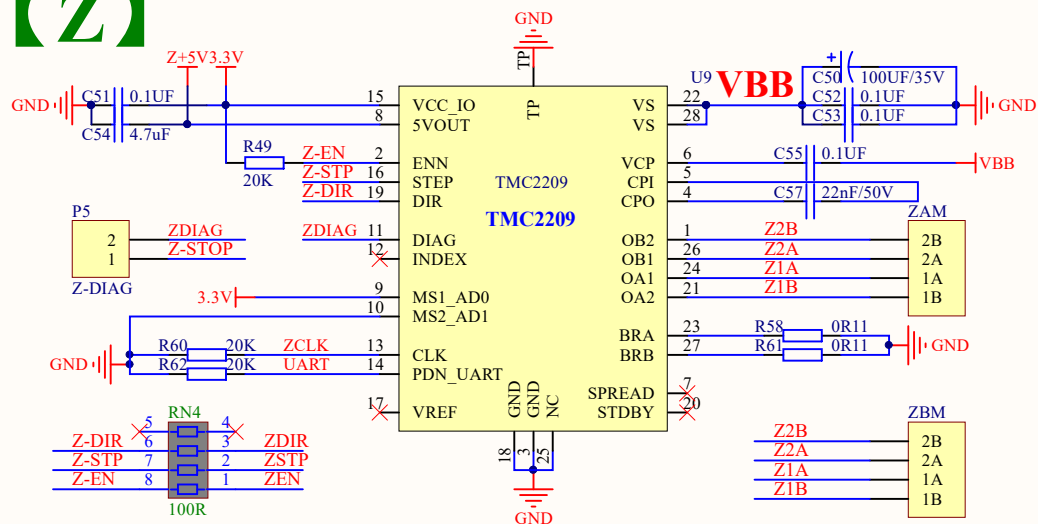 Z
GND
Z+5V 3.3V
TP
U9 VBB
C50 100UF/35V
+
GND
C51 0.1UF
C54 4.7uF
15 VCC_IO
8 5VOUT
TP
VS 22
VS 28
C52 0.1UF
C53 0.1UF
GND
R49
20K
Z-EN 2 ENN
Z-STP 16 STEP
Z-DIR 19 DIR
TMC2209
TMC2209
VCP 6
CPI 5
CPO 4
C55 0.1UF
VBB
C57 22nF/50V
P5
2 ZDIAG
1 Z-STOP
Z-DIAG
ZDIAG 11 DIAG
12 INDEX
OB2 1 Z2B
OB1 26 Z2A
OA1 24 Z1A
OA2 21 Z1B
ZAM
2B
2A
1A
1B
3.3V 9 MS1_AD0
10 MS2_AD1
GND
R60 20K ZCLK 13 CLK
R62 20K UART 14 PDN_UART
17 VREF
BRA 23 R58 0R11
BRB 27 R61 0R11
GND
SPREAD 7
STDBY 20
GND
GND
NC
18
3
25
GND
RN4
5 4
Z-DIR 6 3 ZDIR
Z-STP 7 2 ZSTP
Z-EN 8 1 ZEN
100R
ZBM
Z2B 2B
Z2A 2A
Z1A 1A
Z1B 1B